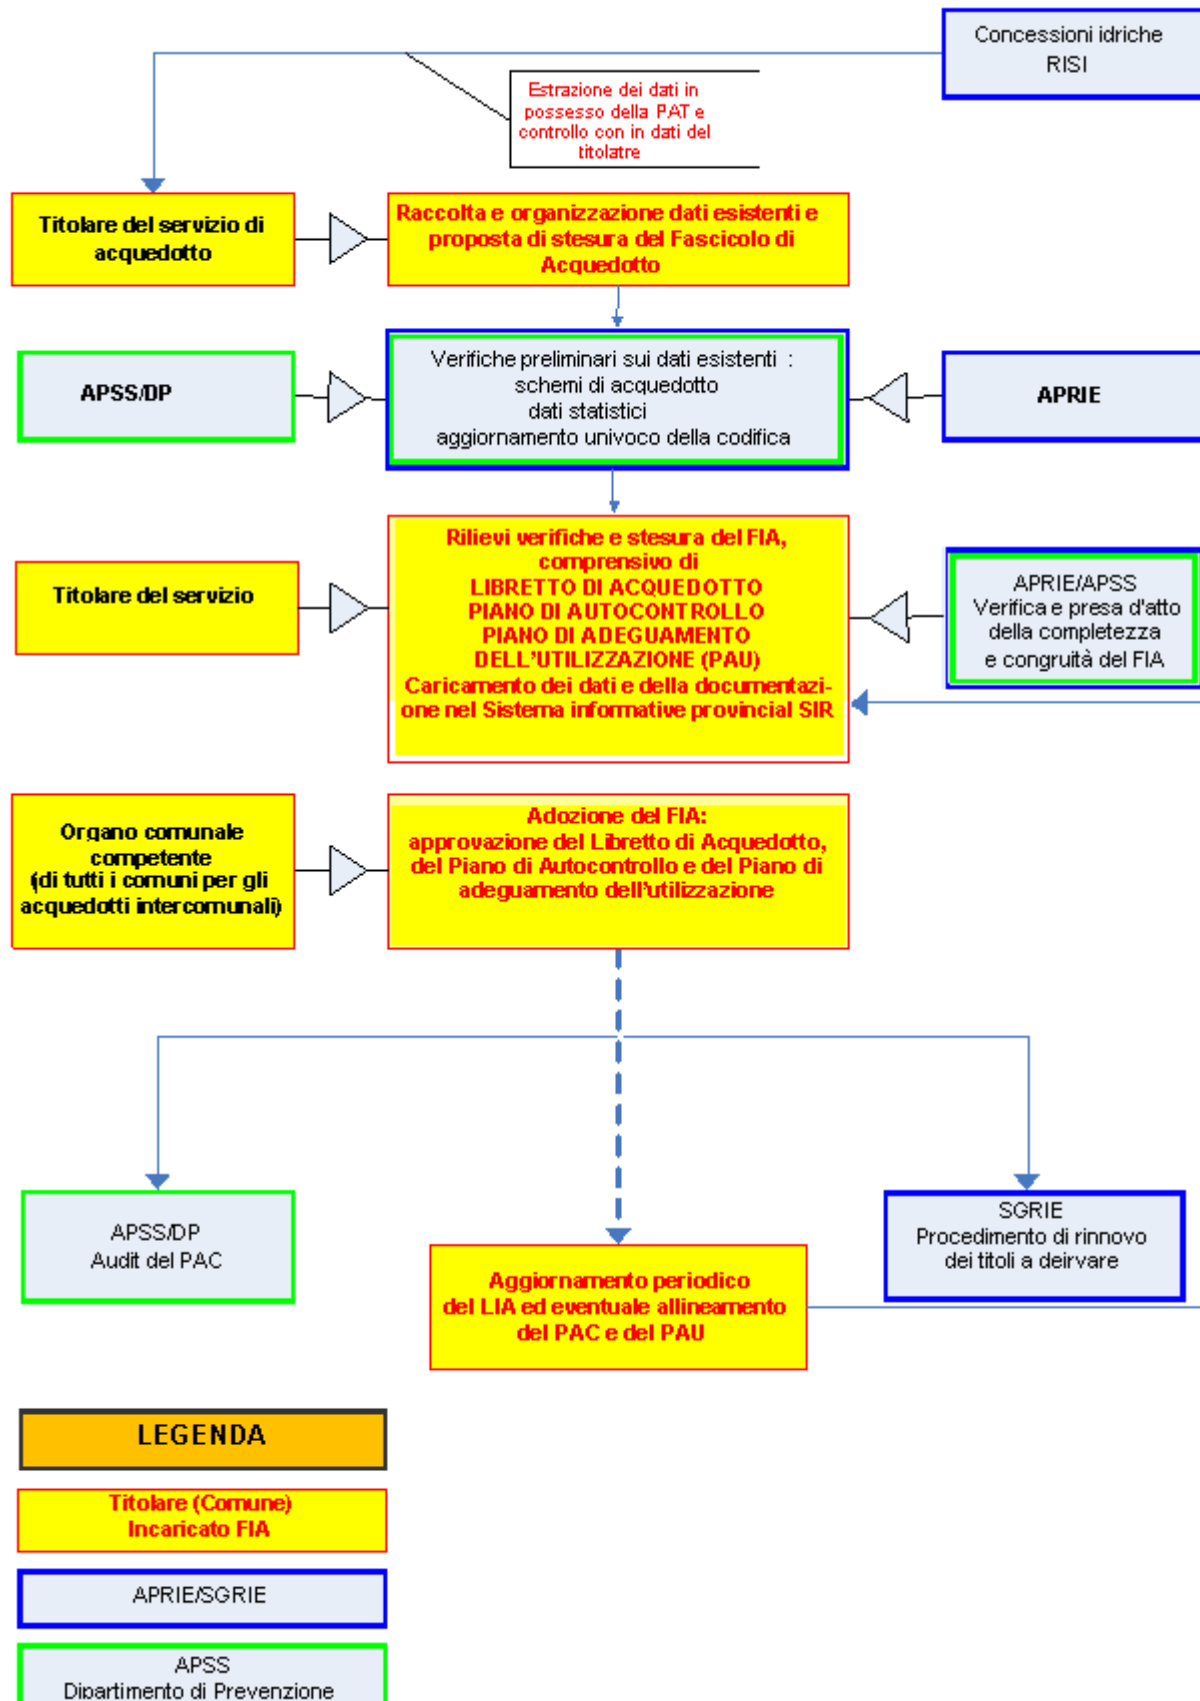 Concessioni idriche
RISI
Estrazione dei dati in
possesso della PAT e
controllo con in dati del
titolatre
Titolare del servizio di
acquedotto
Raccolta e organizzazione dati esistenti e
proposta di stesura del Fascicolo di
Acquedotto
APSS/DP
Verifiche preliminari sui dati esistenti :
schemi di acquedotto
dati statistici
aggiornamento univoco della codifica
APRIE
Titolare del servizio
Rilievi verifiche e stesura del FIA,
comprensivo di
LIBRETTO DI ACQUEDOTTO
PIANO DI AUTOCONTROLLO
PIANO DI ADEGUAMENTO
DELL'UTILIZZAZIONE (PAU)
Caricamento dei dati e della documentazi-
one nel Sistema informative provincial SIR
APRIE/APSS
Verifica e presa d'atto
della completezza
e congruità del FIA
Organo comunale
competente
(di tutti i comuni per gli
acquedotti intercomunali)
Adozione del FIA:
approvazione del Libretto di Acquedotto,
del Piano di Autocontrollo e del Piano di
adeguamento dell'utilizzazione
APSS/DP
Audit del PAC
SGRIE
Procedimento di rinnovo
dei titoli a deirvare
Aggiornamento periodico
del LIA ed eventuale allineamento
del PAC e del PAU
LEGENDA
Titolare (Comune)
Incaricato FIA
APRIE/SGRIE
APSS
Dipartimento di Prevenzione